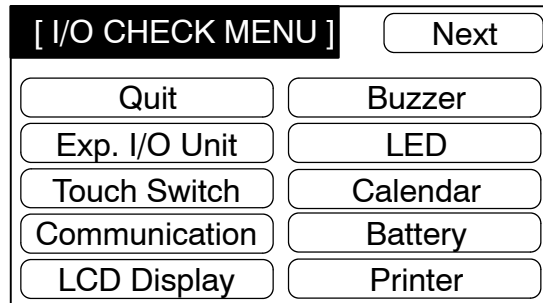 [ I/O CHECK MENU ] Next
Quit Buzzer
Exp. I/O Unit LED
Touch Switch Calendar
Communication Battery
LCD Display Printer